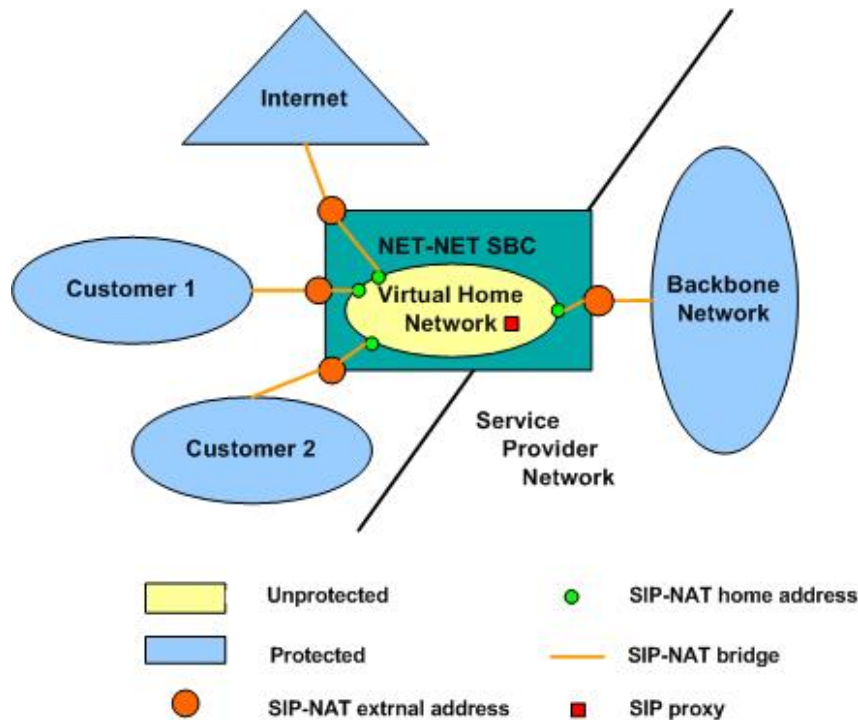 Internet
NET-NET SBC
Customer 1
Virtual Home
Network
Backbone
Network
Customer 2
Service
Provider
Network
Unprotected
SIP-NAT home address
Protected
SIP-NAT bridge
SIP-NAT extrnal address
SIP proxy